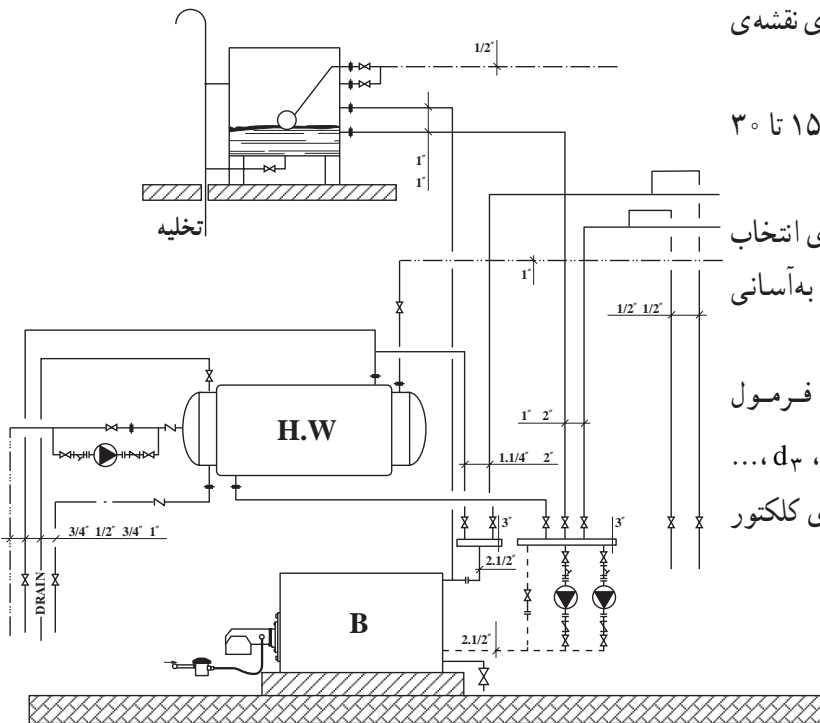 ی نقشه‌ی
1/2″
۱۵ تا ۳۰
1″
1″
تخلیه
ی انتخاب
1″
به‌آسانی
1/2″ 1/2″
فرمول
H.W
1″ 2″
1.1/4″ 2″
، d۳ ،...
3/4″ 1/2″ 3/4″ 1″
3″
3″
ی کلکتور
2.1/2″
DRAIN
B
2.1/2″